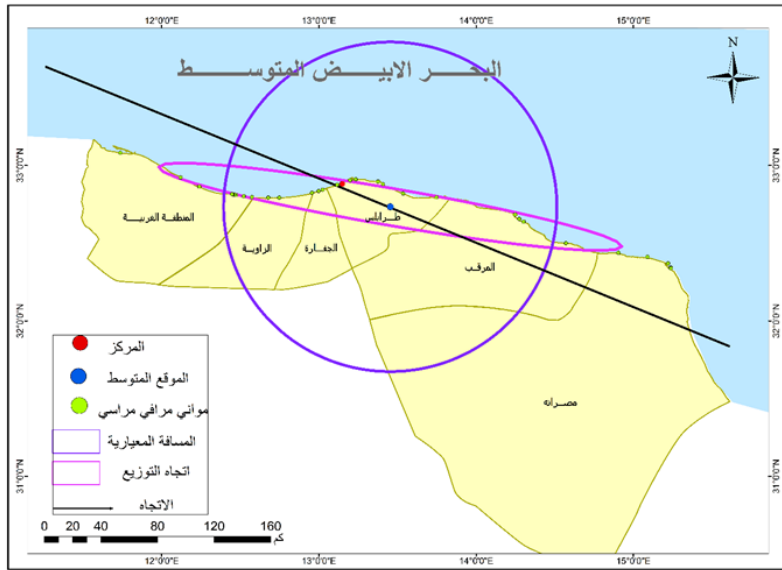 12°0'0"E 13°0'0"E 14°0'0"E 15°0'0"E
البحر الابيض المتوسط
N
33°0'0"N 33°0'0"N
المنطقة الغربية
الزاوية
الجفارة
طرابلس
المرقب
32°0'0"N 32°0'0"N
مصراته
31°0'0"N 31°0'0"N
المركز
الموقع المتوسط
مواني مرافي مراسي
المسافة المعيارية
اتجاه التوزيع
الاتجاه
0 20 40 80 120 160
كم
12°0'0"E 13°0'0"E 14°0'0"E 15°0'0"E